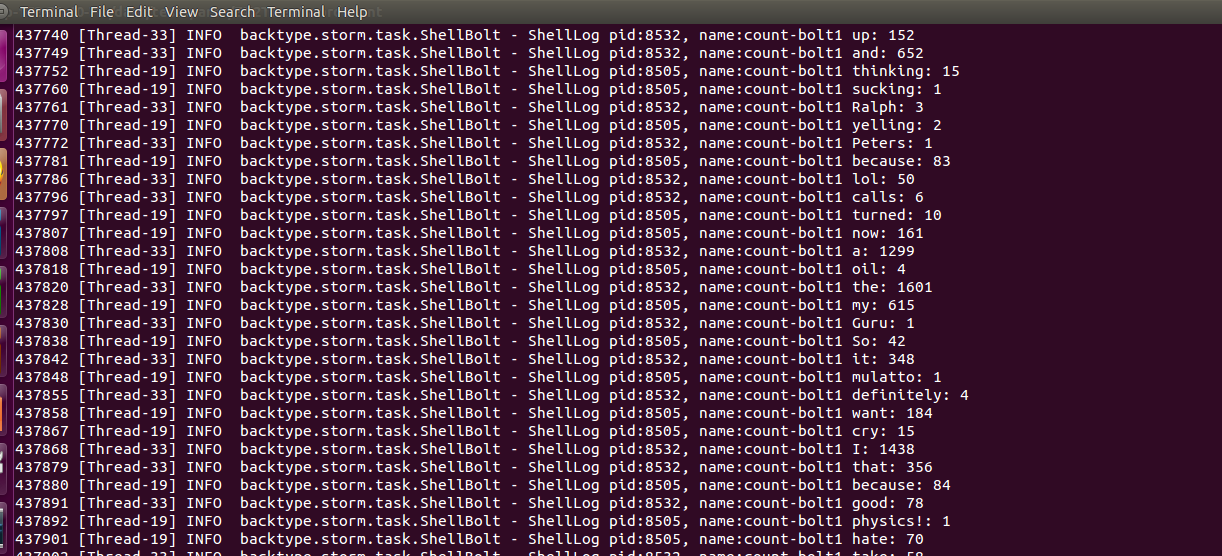 Terminal File Edit View Search Terminal Help
437740 [Thread-33] INFO  backtype.storm.task.ShellBolt - ShellLog pid:8532, name:count-bolt1 up: 152
437749 [Thread-33] INFO  backtype.storm.task.ShellBolt - ShellLog pid:8532, name:count-bolt1 and: 652
437752 [Thread-19] INFO  backtype.storm.task.ShellBolt - ShellLog pid:8505, name:count-bolt1 thinking: 15
437760 [Thread-19] INFO  backtype.storm.task.ShellBolt - ShellLog pid:8505, name:count-bolt1 sucking: 1
437761 [Thread-33] INFO  backtype.storm.task.ShellBolt - ShellLog pid:8532, name:count-bolt1 Ralph: 3
437770 [Thread-19] INFO  backtype.storm.task.ShellBolt - ShellLog pid:8505, name:count-bolt1 yelling: 2
437772 [Thread-33] INFO  backtype.storm.task.ShellBolt - ShellLog pid:8532, name:count-bolt1 Peters: 1
437781 [Thread-19] INFO  backtype.storm.task.ShellBolt - ShellLog pid:8505, name:count-bolt1 because: 83
437786 [Thread-33] INFO  backtype.storm.task.ShellBolt - ShellLog pid:8532, name:count-bolt1 lol: 50
437796 [Thread-33] INFO  backtype.storm.task.ShellBolt - ShellLog pid:8532, name:count-bolt1 calls: 6
437797 [Thread-19] INFO  backtype.storm.task.ShellBolt - ShellLog pid:8505, name:count-bolt1 turned: 10
437807 [Thread-19] INFO  backtype.storm.task.ShellBolt - ShellLog pid:8505, name:count-bolt1 now: 161
437808 [Thread-33] INFO  backtype.storm.task.ShellBolt - ShellLog pid:8532, name:count-bolt1 a: 1299
437818 [Thread-19] INFO  backtype.storm.task.ShellBolt - ShellLog pid:8505, name:count-bolt1 oil: 4
437820 [Thread-33] INFO  backtype.storm.task.ShellBolt - ShellLog pid:8532, name:count-bolt1 the: 1601
437828 [Thread-19] INFO  backtype.storm.task.ShellBolt - ShellLog pid:8505, name:count-bolt1 my: 615
437830 [Thread-33] INFO  backtype.storm.task.ShellBolt - ShellLog pid:8532, name:count-bolt1 Guru: 1
437838 [Thread-19] INFO  backtype.storm.task.ShellBolt - ShellLog pid:8505, name:count-bolt1 So: 42
437842 [Thread-33] INFO  backtype.storm.task.ShellBolt - ShellLog pid:8532, name:count-bolt1 it: 348
437848 [Thread-19] INFO  backtype.storm.task.ShellBolt - ShellLog pid:8505, name:count-bolt1 mulatto: 1
437855 [Thread-33] INFO  backtype.storm.task.ShellBolt - ShellLog pid:8532, name:count-bolt1 definitely: 4
437858 [Thread-19] INFO  backtype.storm.task.ShellBolt - ShellLog pid:8505, name:count-bolt1 want: 184
437867 [Thread-19] INFO  backtype.storm.task.ShellBolt - ShellLog pid:8505, name:count-bolt1 cry: 15
437868 [Thread-33] INFO  backtype.storm.task.ShellBolt - ShellLog pid:8532, name:count-bolt1 I: 1438
437879 [Thread-33] INFO  backtype.storm.task.ShellBolt - ShellLog pid:8532, name:count-bolt1 that: 356
437880 [Thread-19] INFO  backtype.storm.task.ShellBolt - ShellLog pid:8505, name:count-bolt1 because: 84
437891 [Thread-33] INFO  backtype.storm.task.ShellBolt - ShellLog pid:8532, name:count-bolt1 good: 78
437892 [Thread-19] INFO  backtype.storm.task.ShellBolt - ShellLog pid:8505, name:count-bolt1 physics!: 1
437901 [Thread-19] INFO  backtype.storm.task.ShellBolt - ShellLog pid:8505, name:count-bolt1 hate: 70